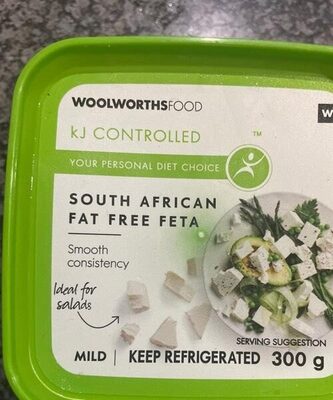 WOOLWORTHSFOOD
W
kJ CONTROLLED
TM
YOUR PERSONAL DIET CHOICE
SOUTH AFRICAN
FAT FREE FETA
Smooth
consistency
Ideal for
salads
SERVING SUGGESTION
MILD | KEEP REFRIGERATED 300 g